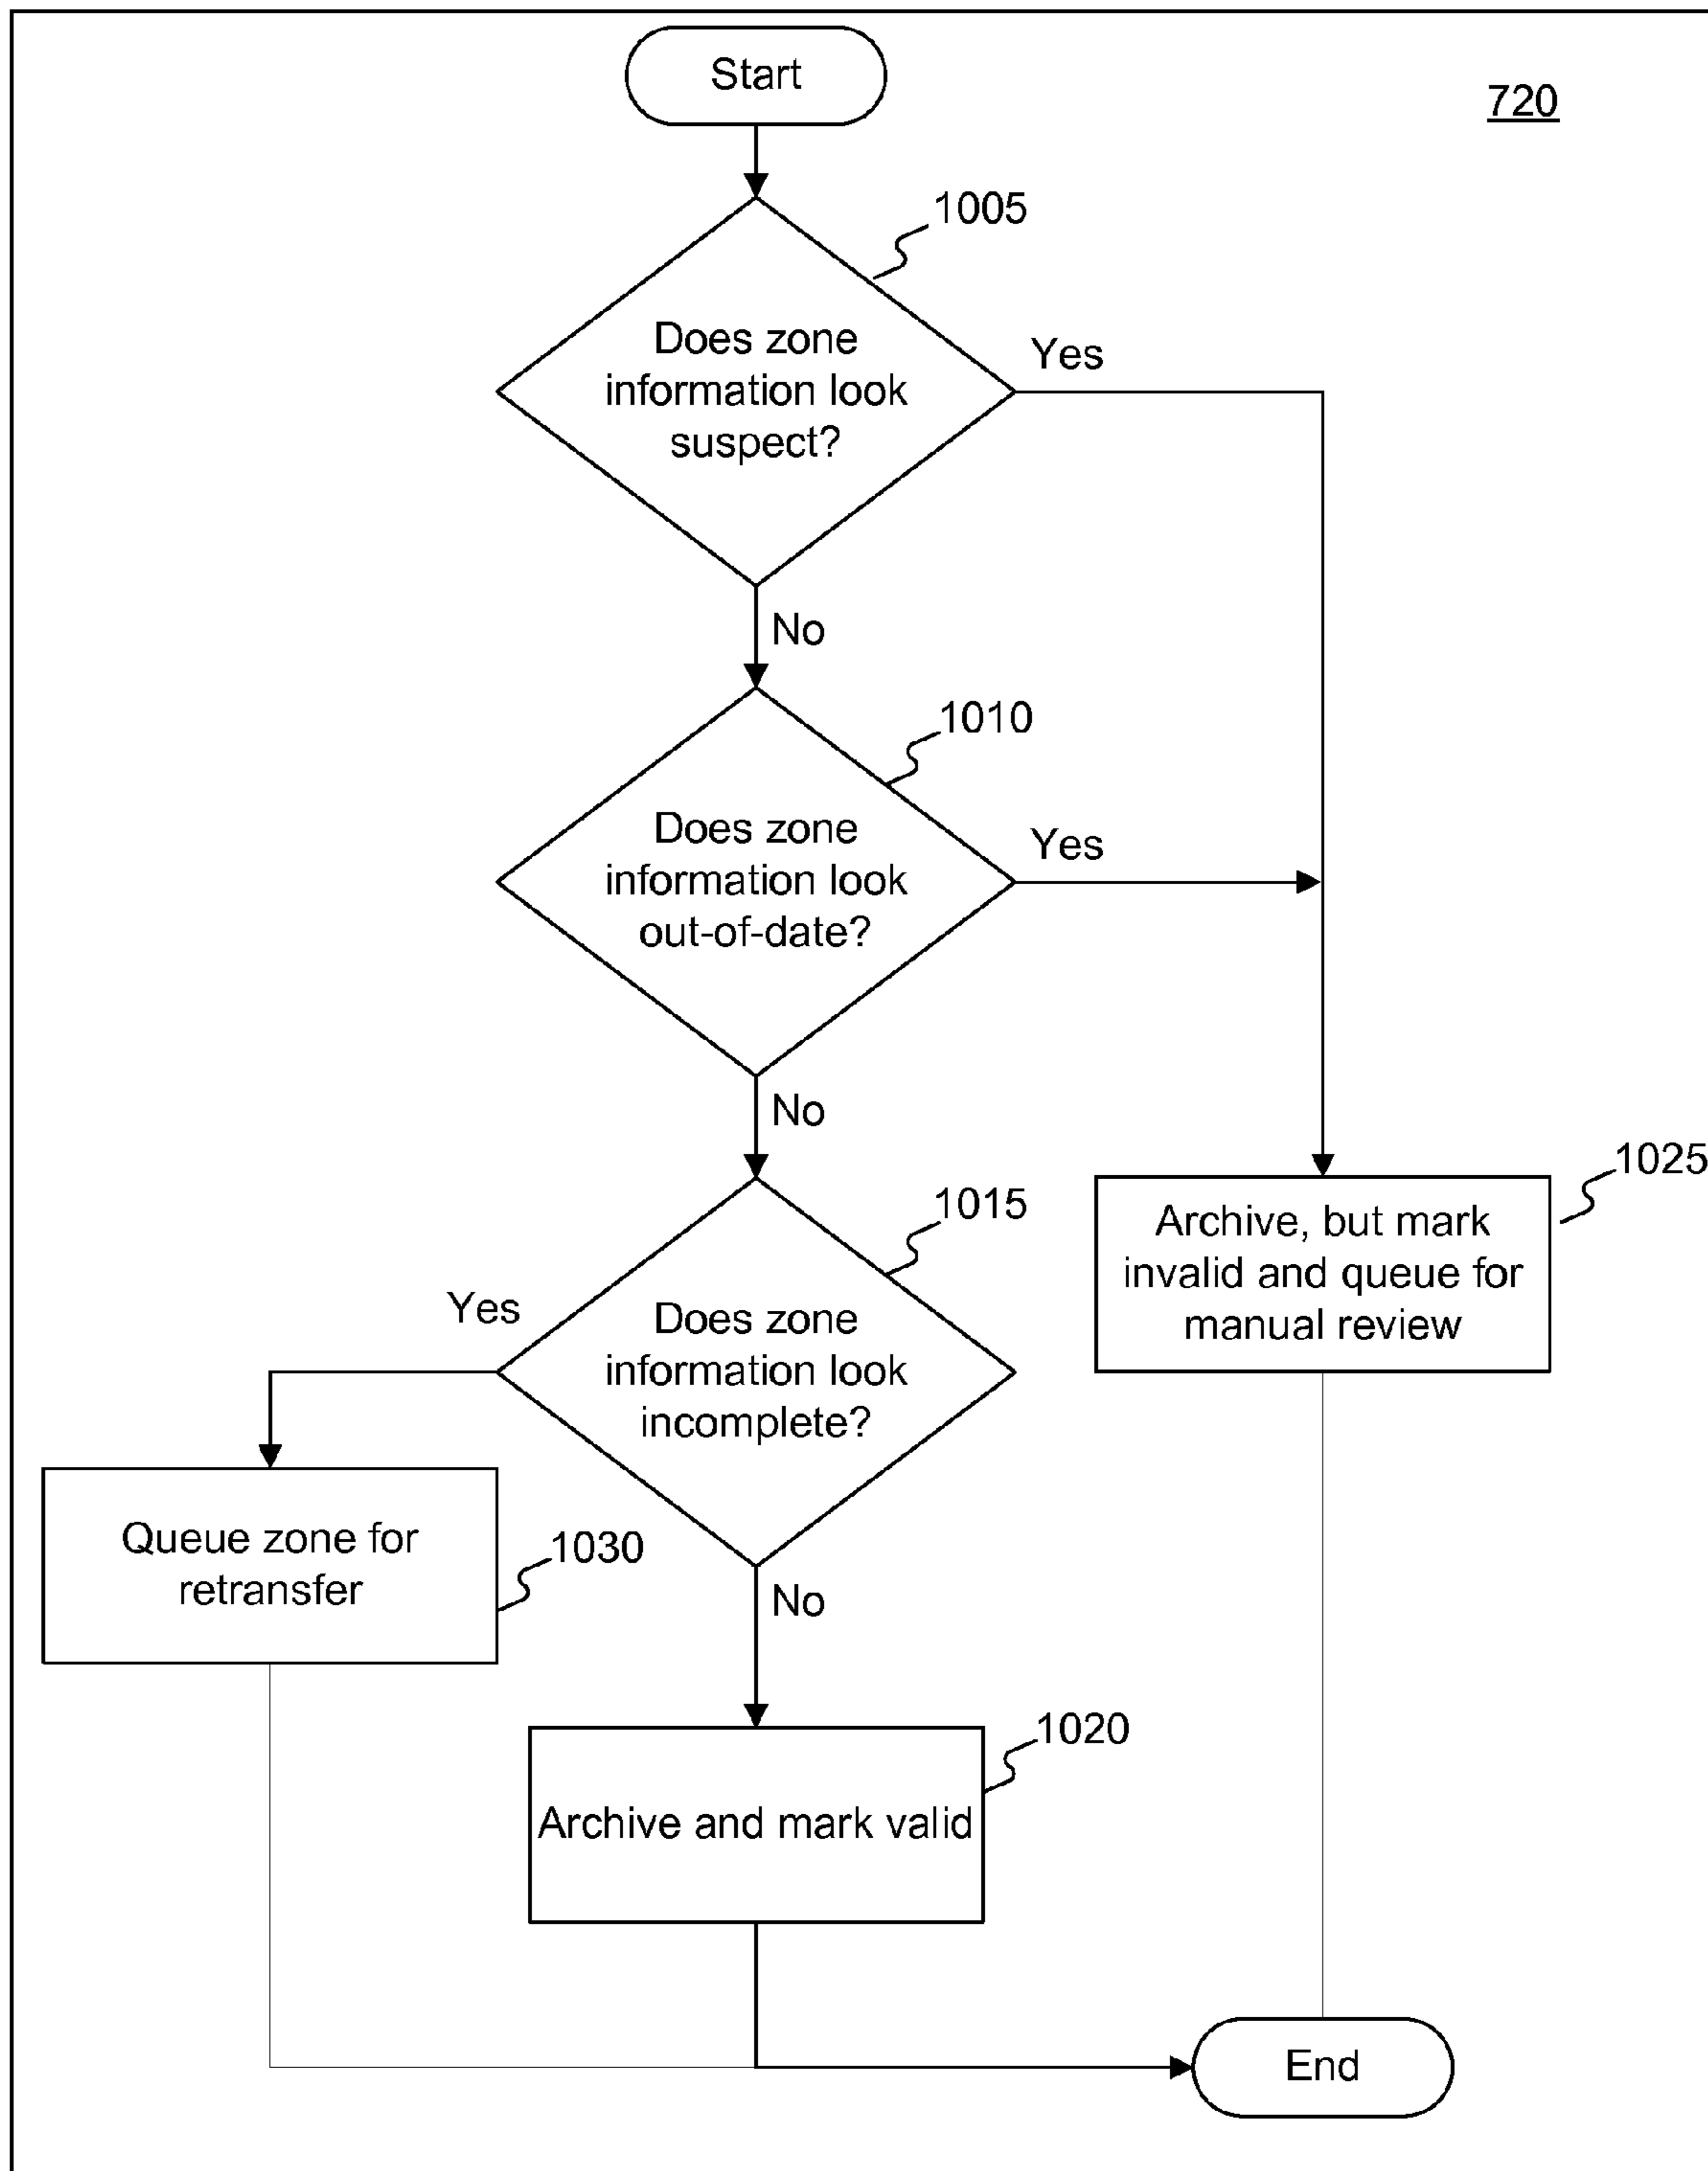 Start
720
1005
Does zone
information look
suspect?
Yes
No
1010
Does zone
information look
out-of-date?
Yes
No
1015
Does zone
information look
incomplete?
Yes
1025
Archive, but mark
invalid and queue for
manual review
Queue zone for
retransfer
1030
No
1020
Archive and mark valid
End